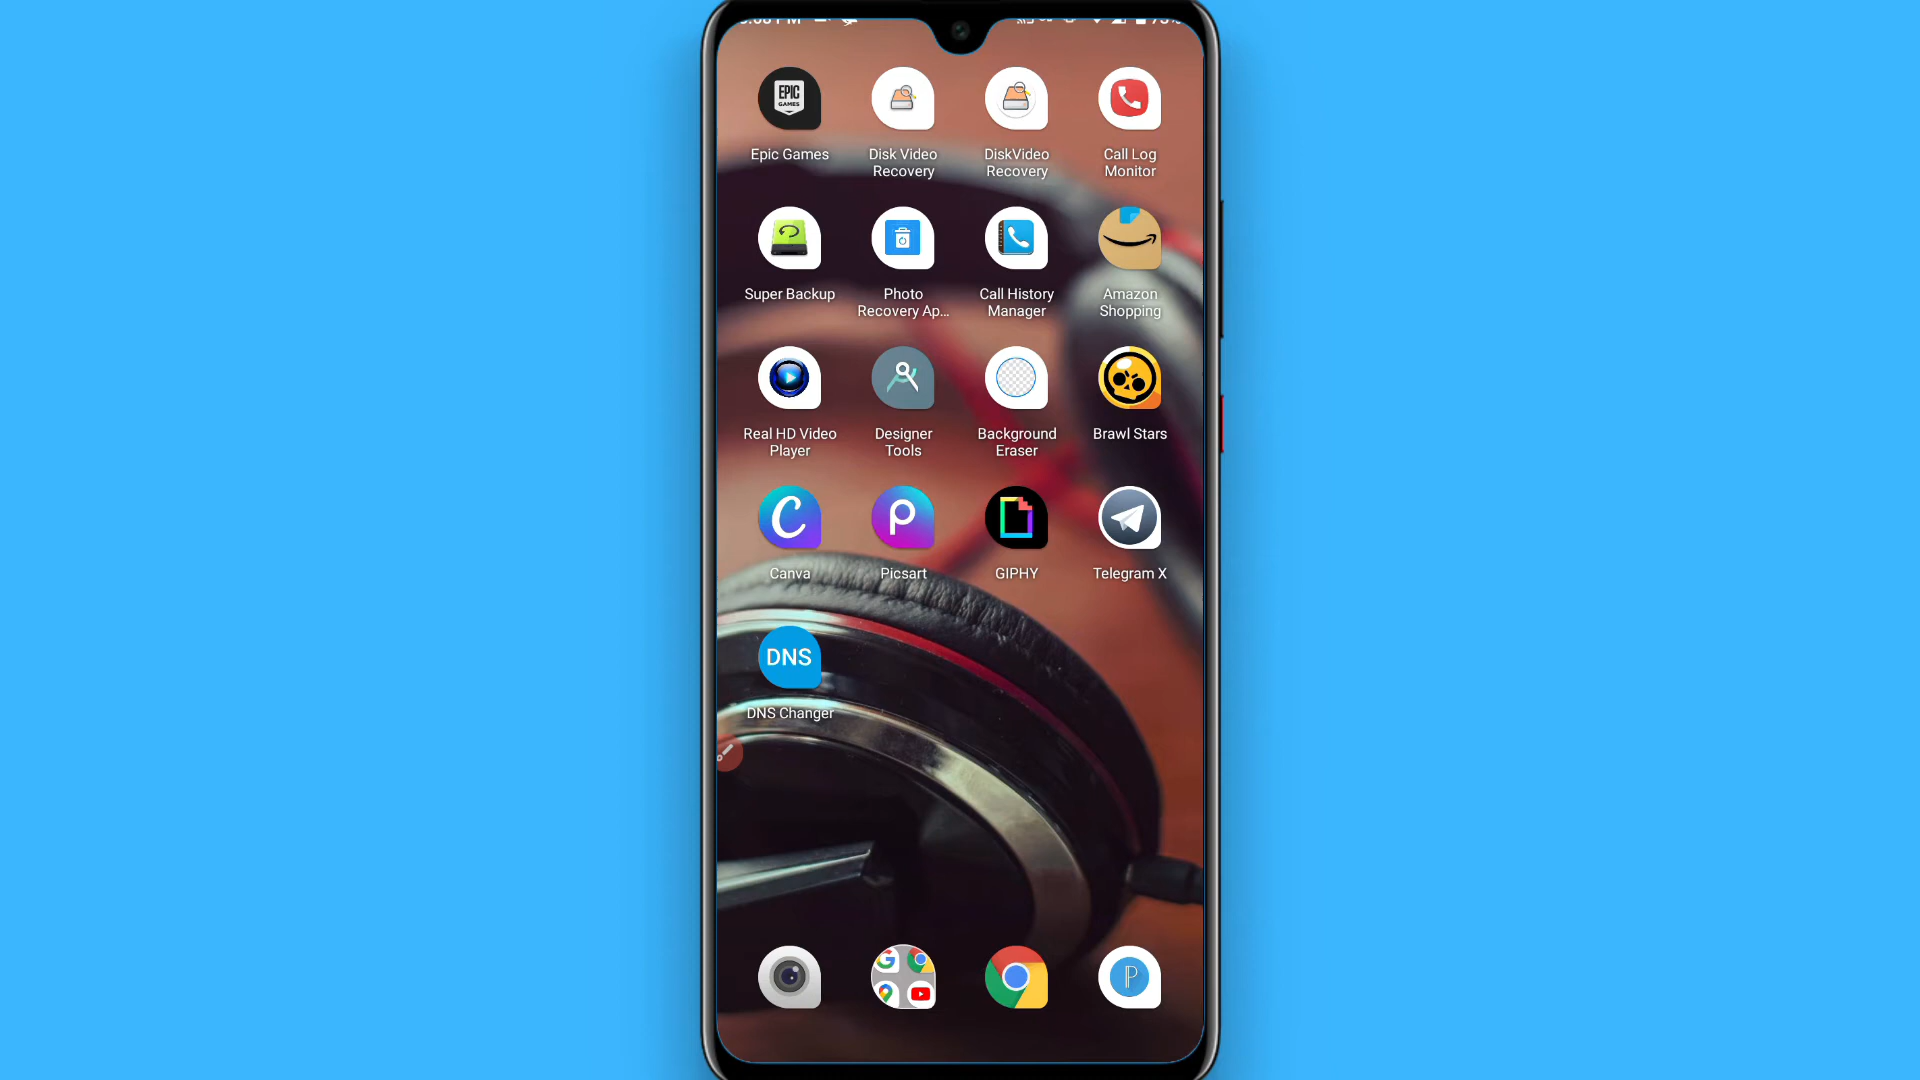 EPIC
GAMES
Epic Games
Disk Video
Recovery
DiskVideo
Recovery
Call Log
Monitor
Super Backup
Photo
Recovery Ap...
Call History
Manager
Amazon
Shopping
Real HD Video
Player
Designer
Tools
Background
Eraser
Brawl Stars
Canva
Picsart
GIPHY
Telegram X
DNS
DNS Changer